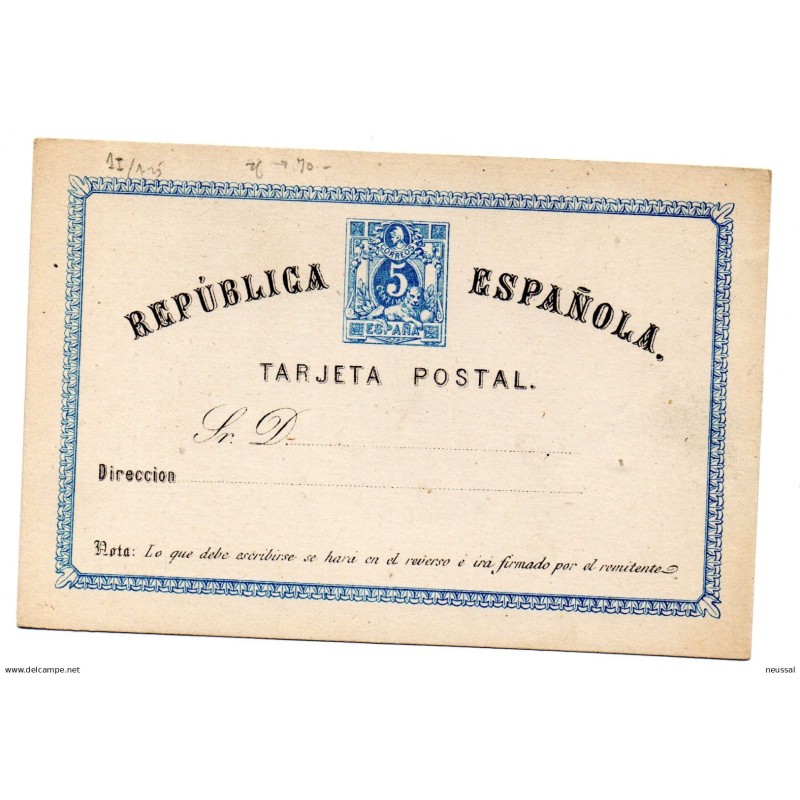 REPÚBLICA ESPAÑOLA.
CORREOS
5
ESPAÑA
TARJETA POSTAL.
Sr. D.
Direccion
Nota: Lo que debe escribirse se hará en el reverso é irá firmado por el remitente
www.delcampe.net
neussal